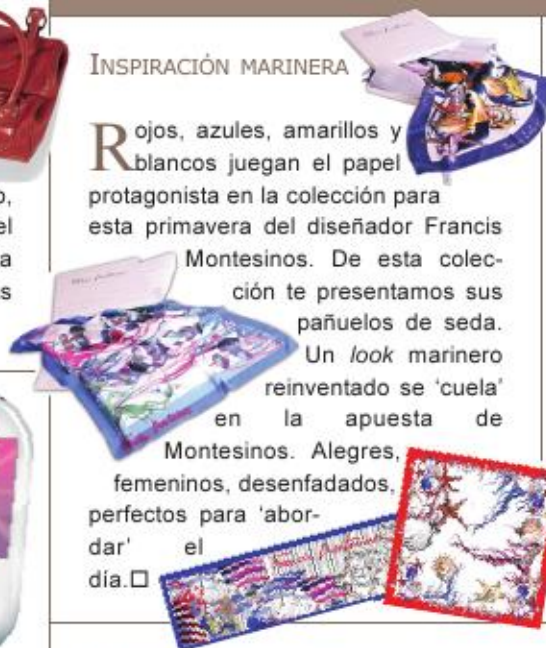 INSPIRACIÓN MARINERA
Rojos, azules, amarillos y
blancos juegan el papel
protagonista en la colección para
esta primavera del diseñador Francis
Montesinos. De esta colec-
ción te presentamos sus
pañuelos de seda.
Un look marinero
reinventado se ‘cuela’
en la apuesta de
Montesinos. Alegres,
femeninos, desenfadados,
perfectos para ‘abor-
dar’ el
día.□
o,
el
a
s